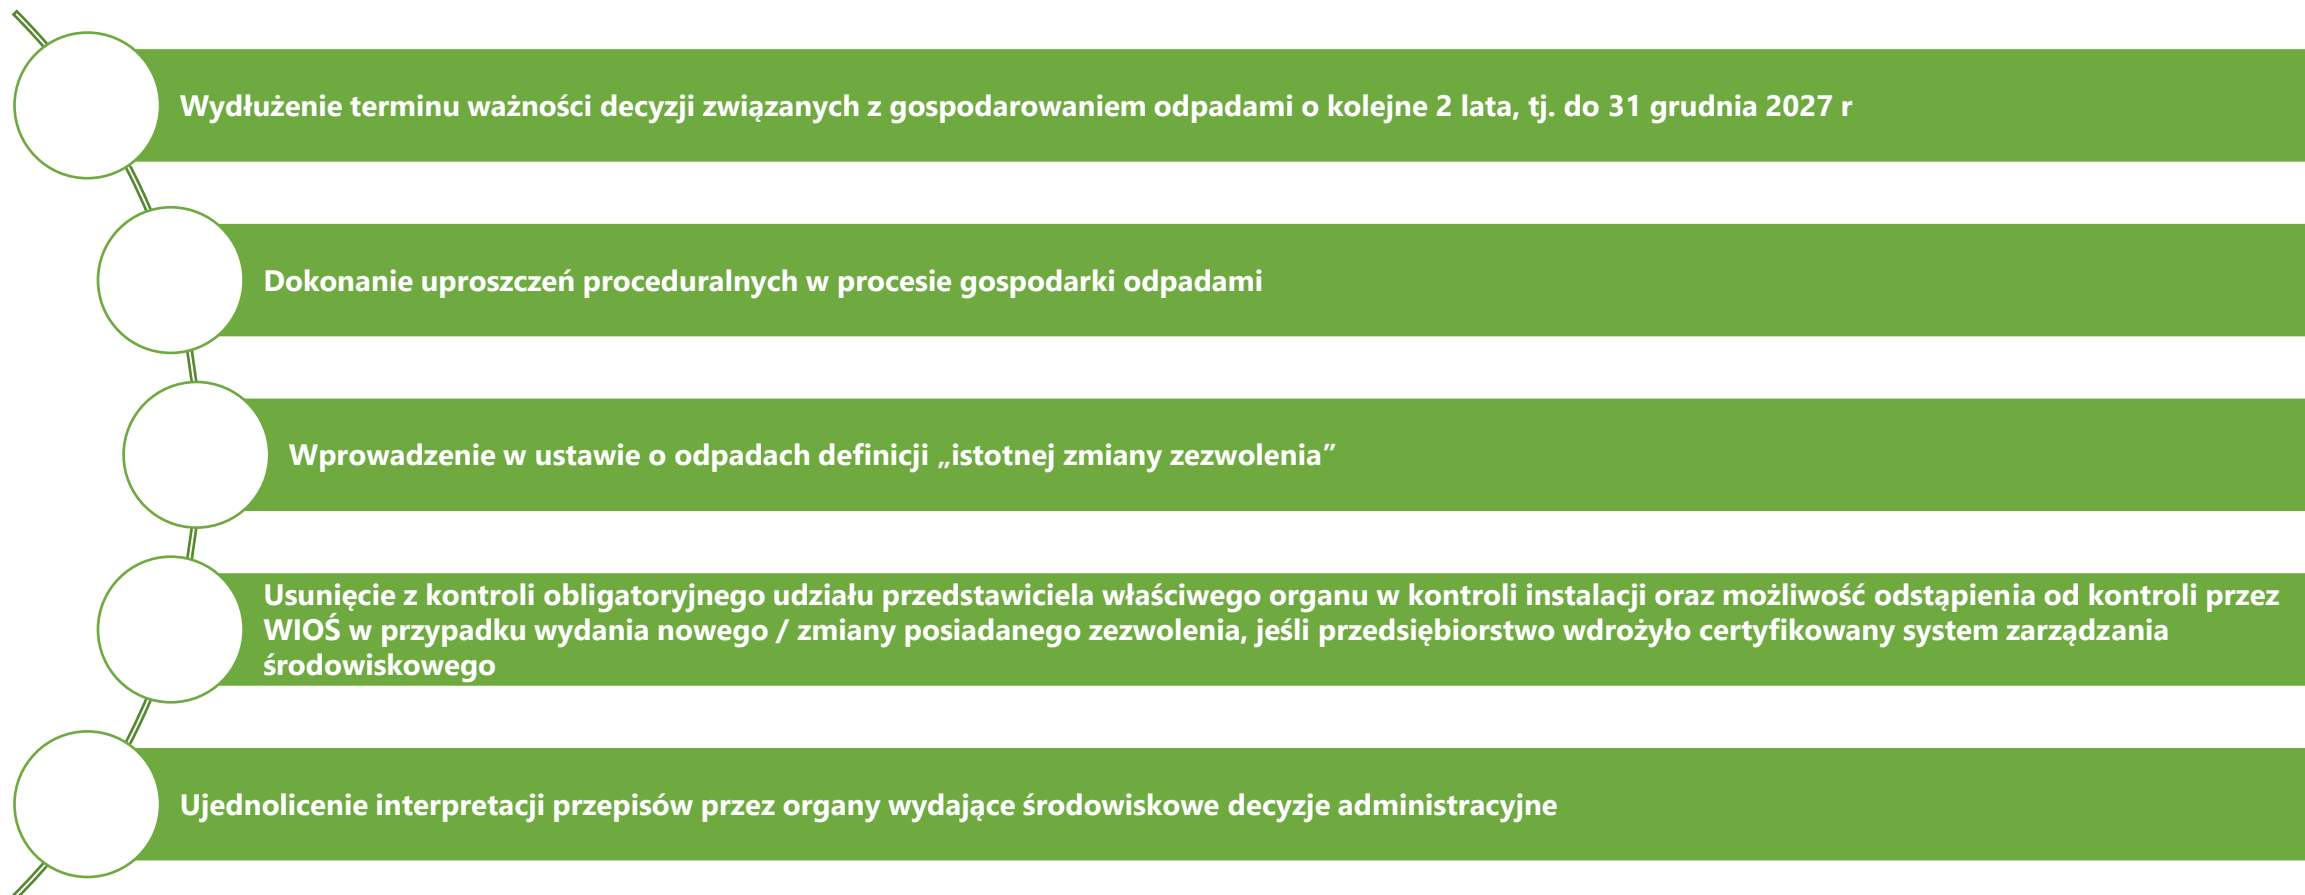 Wydłużenie terminu ważności decyzji związanych z gospodarowaniem odpadami o kolejne 2 lata, tj. do 31 grudnia 2027 r
Dokonanie uproszczeń proceduralnych w procesie gospodarki odpadami
Wprowadzenie w ustawie o odpadach definicji „istotnej zmiany zezwolenia”
Usunięcie z kontroli obligatoryjnego udziału przedstawiciela właściwego organu w kontroli instalacji oraz możliwość odstąpienia od kontroli przez
WIOŚ w przypadku wydania nowego / zmiany posiadanego zezwolenia, jeśli przedsiębiorstwo wdrożyło certyfikowany system zarządzania
środowiskowego
Ujednolicenie interpretacji przepisów przez organy wydające środowiskowe decyzje administracyjne